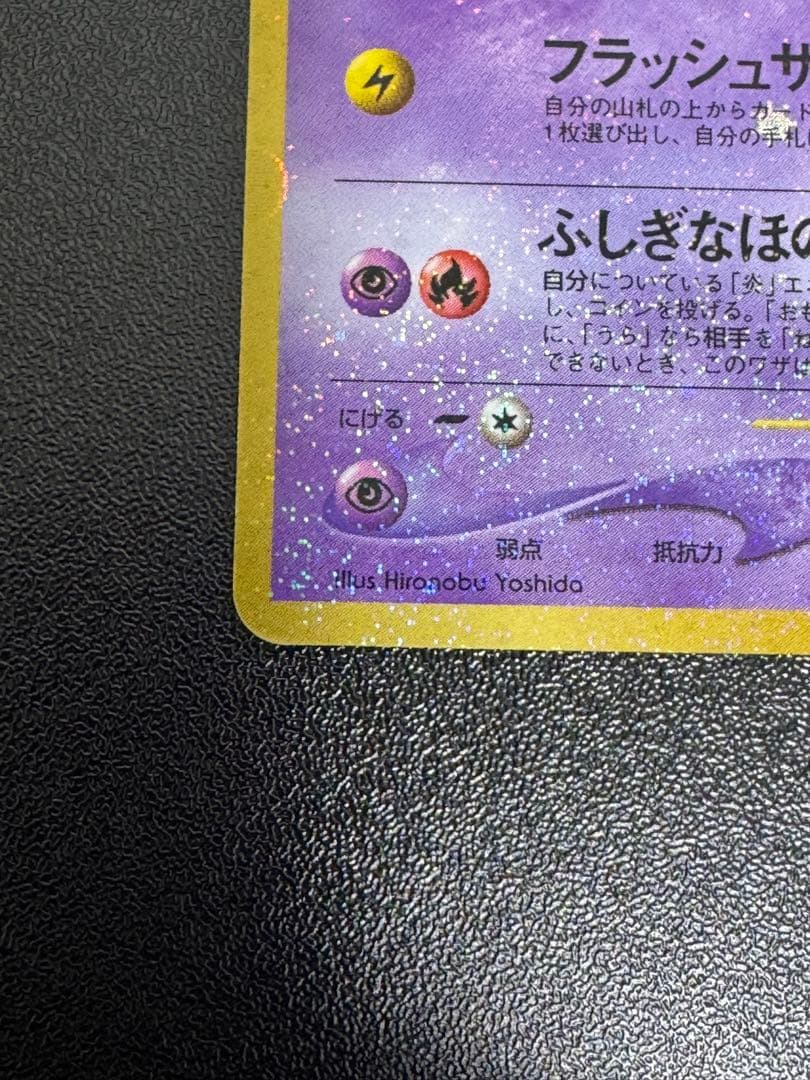 フラッシュサ
自分の山札の上からカード
1枚選び出し、自分の手札
ふしぎなほの
自分についている「炎」エ
し、コインを投げる。「おも
に、「うら」なら相手を「ね
できないとき、このワザは
にげる
弱点 抵抗力
Illus Hironobu Yoshida